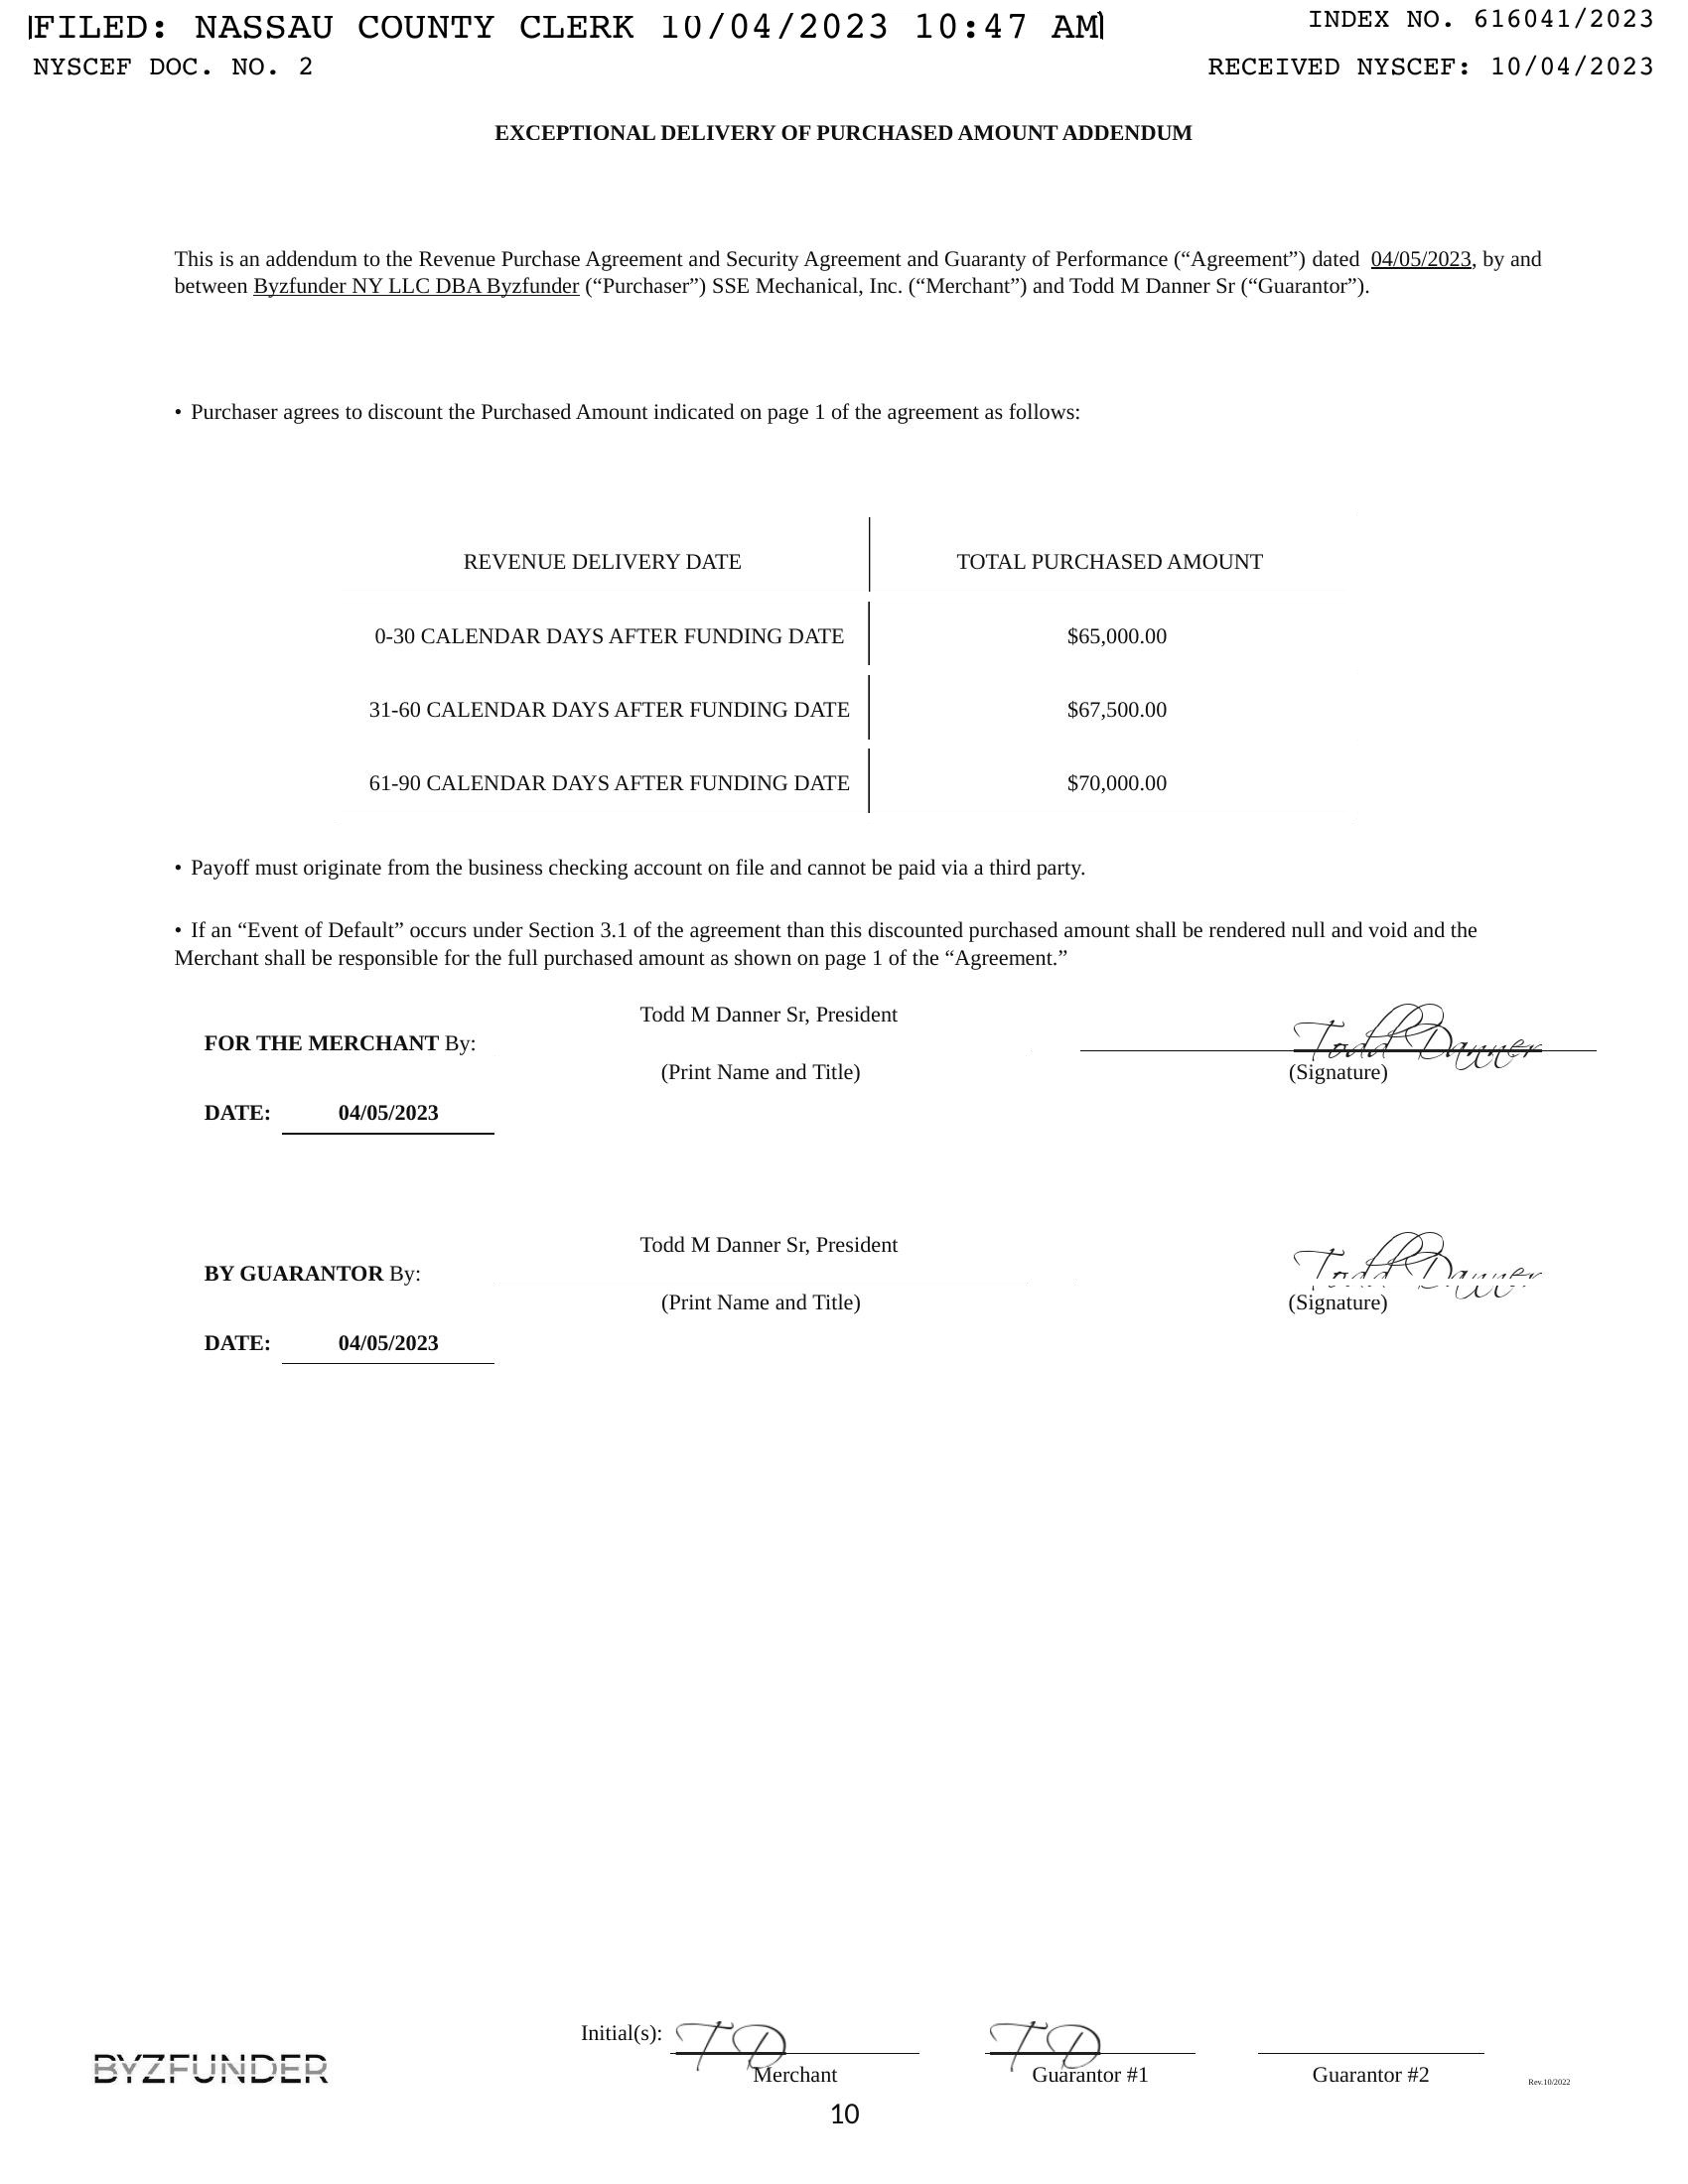 FILED: NASSAU COUNTY CLERK 10/04/2023 10:47 AM
INDEX NO. 616041/2023
NYSCEF DOC. NO. 2
RECEIVED NYSCEF: 10/04/2023
EXCEPTIONAL DELIVERY OF PURCHASED AMOUNT ADDENDUM
This is an addendum to the Revenue Purchase Agreement and Security Agreement and Guaranty of Performance (“Agreement”) dated 04/05/2023, by and
between Byzfunder NY LLC DBA Byzfunder (“Purchaser”) SSE Mechanical, Inc. (“Merchant”) and Todd M Danner Sr (“Guarantor”).
• Purchaser agrees to discount the Purchased Amount indicated on page 1 of the agreement as follows:
REVENUE DELIVERY DATE TOTAL PURCHASED AMOUNT
0-30 CALENDAR DAYS AFTER FUNDING DATE $65,000.00
31-60 CALENDAR DAYS AFTER FUNDING DATE $67,500.00
61-90 CALENDAR DAYS AFTER FUNDING DATE $70,000.00
• Payoff must originate from the business checking account on file and cannot be paid via a third party.
• If an “Event of Default” occurs under Section 3.1 of the agreement than this discounted purchased amount shall be rendered null and void and the
Merchant shall be responsible for the full purchased amount as shown on page 1 of the “Agreement.”
Todd M Danner Sr, President
FOR THE MERCHANT By: Todd Danner
(Print Name and Title) (Signature)
DATE: 04/05/2023
Todd M Danner Sr, President
BY GUARANTOR By: Todd Danner
(Print Name and Title) (Signature)
DATE: 04/05/2023
Initial(s): T D T D
BYZFUNDER Merchant Guarantor #1 Guarantor #2 Rev.10/2022
10